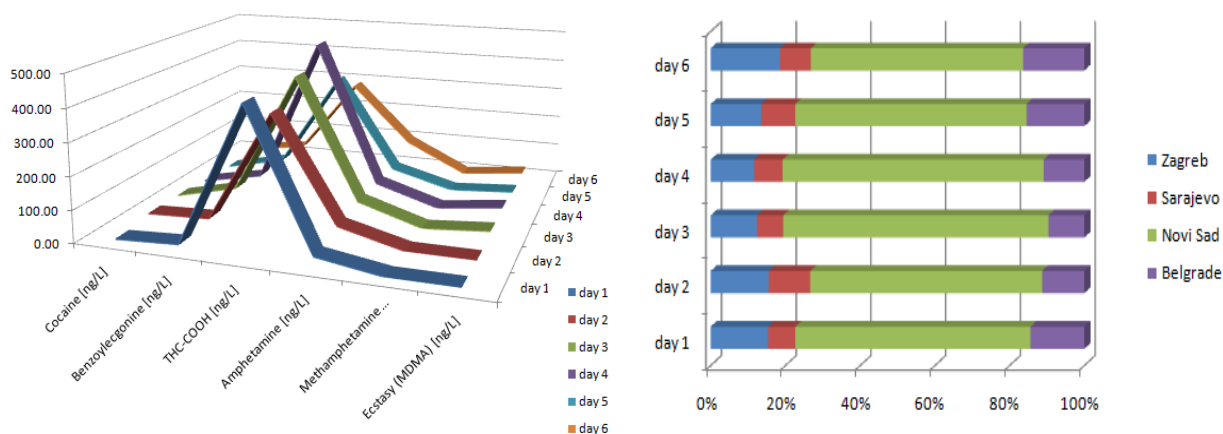 500.00
400.00
300.00
200.00
100.00
0.00
Cocaine [ng/L]
Benzoylecgonine [ng/L]
THC-COOH [ng/L]
Amphetamine [ng/L]
Methamphetamine...
Ecstasy (MDMA) [ng/L]
day 6
day 5
day 4
day 3
day 2
day 1
day 1
day 2
day 3
day 4
day 5
day 6
day 6
day 5
day 4
day 3
day 2
day 1
0% 20% 40% 60% 80% 100%
Zagreb
Sarajevo
Novi Sad
Belgrade